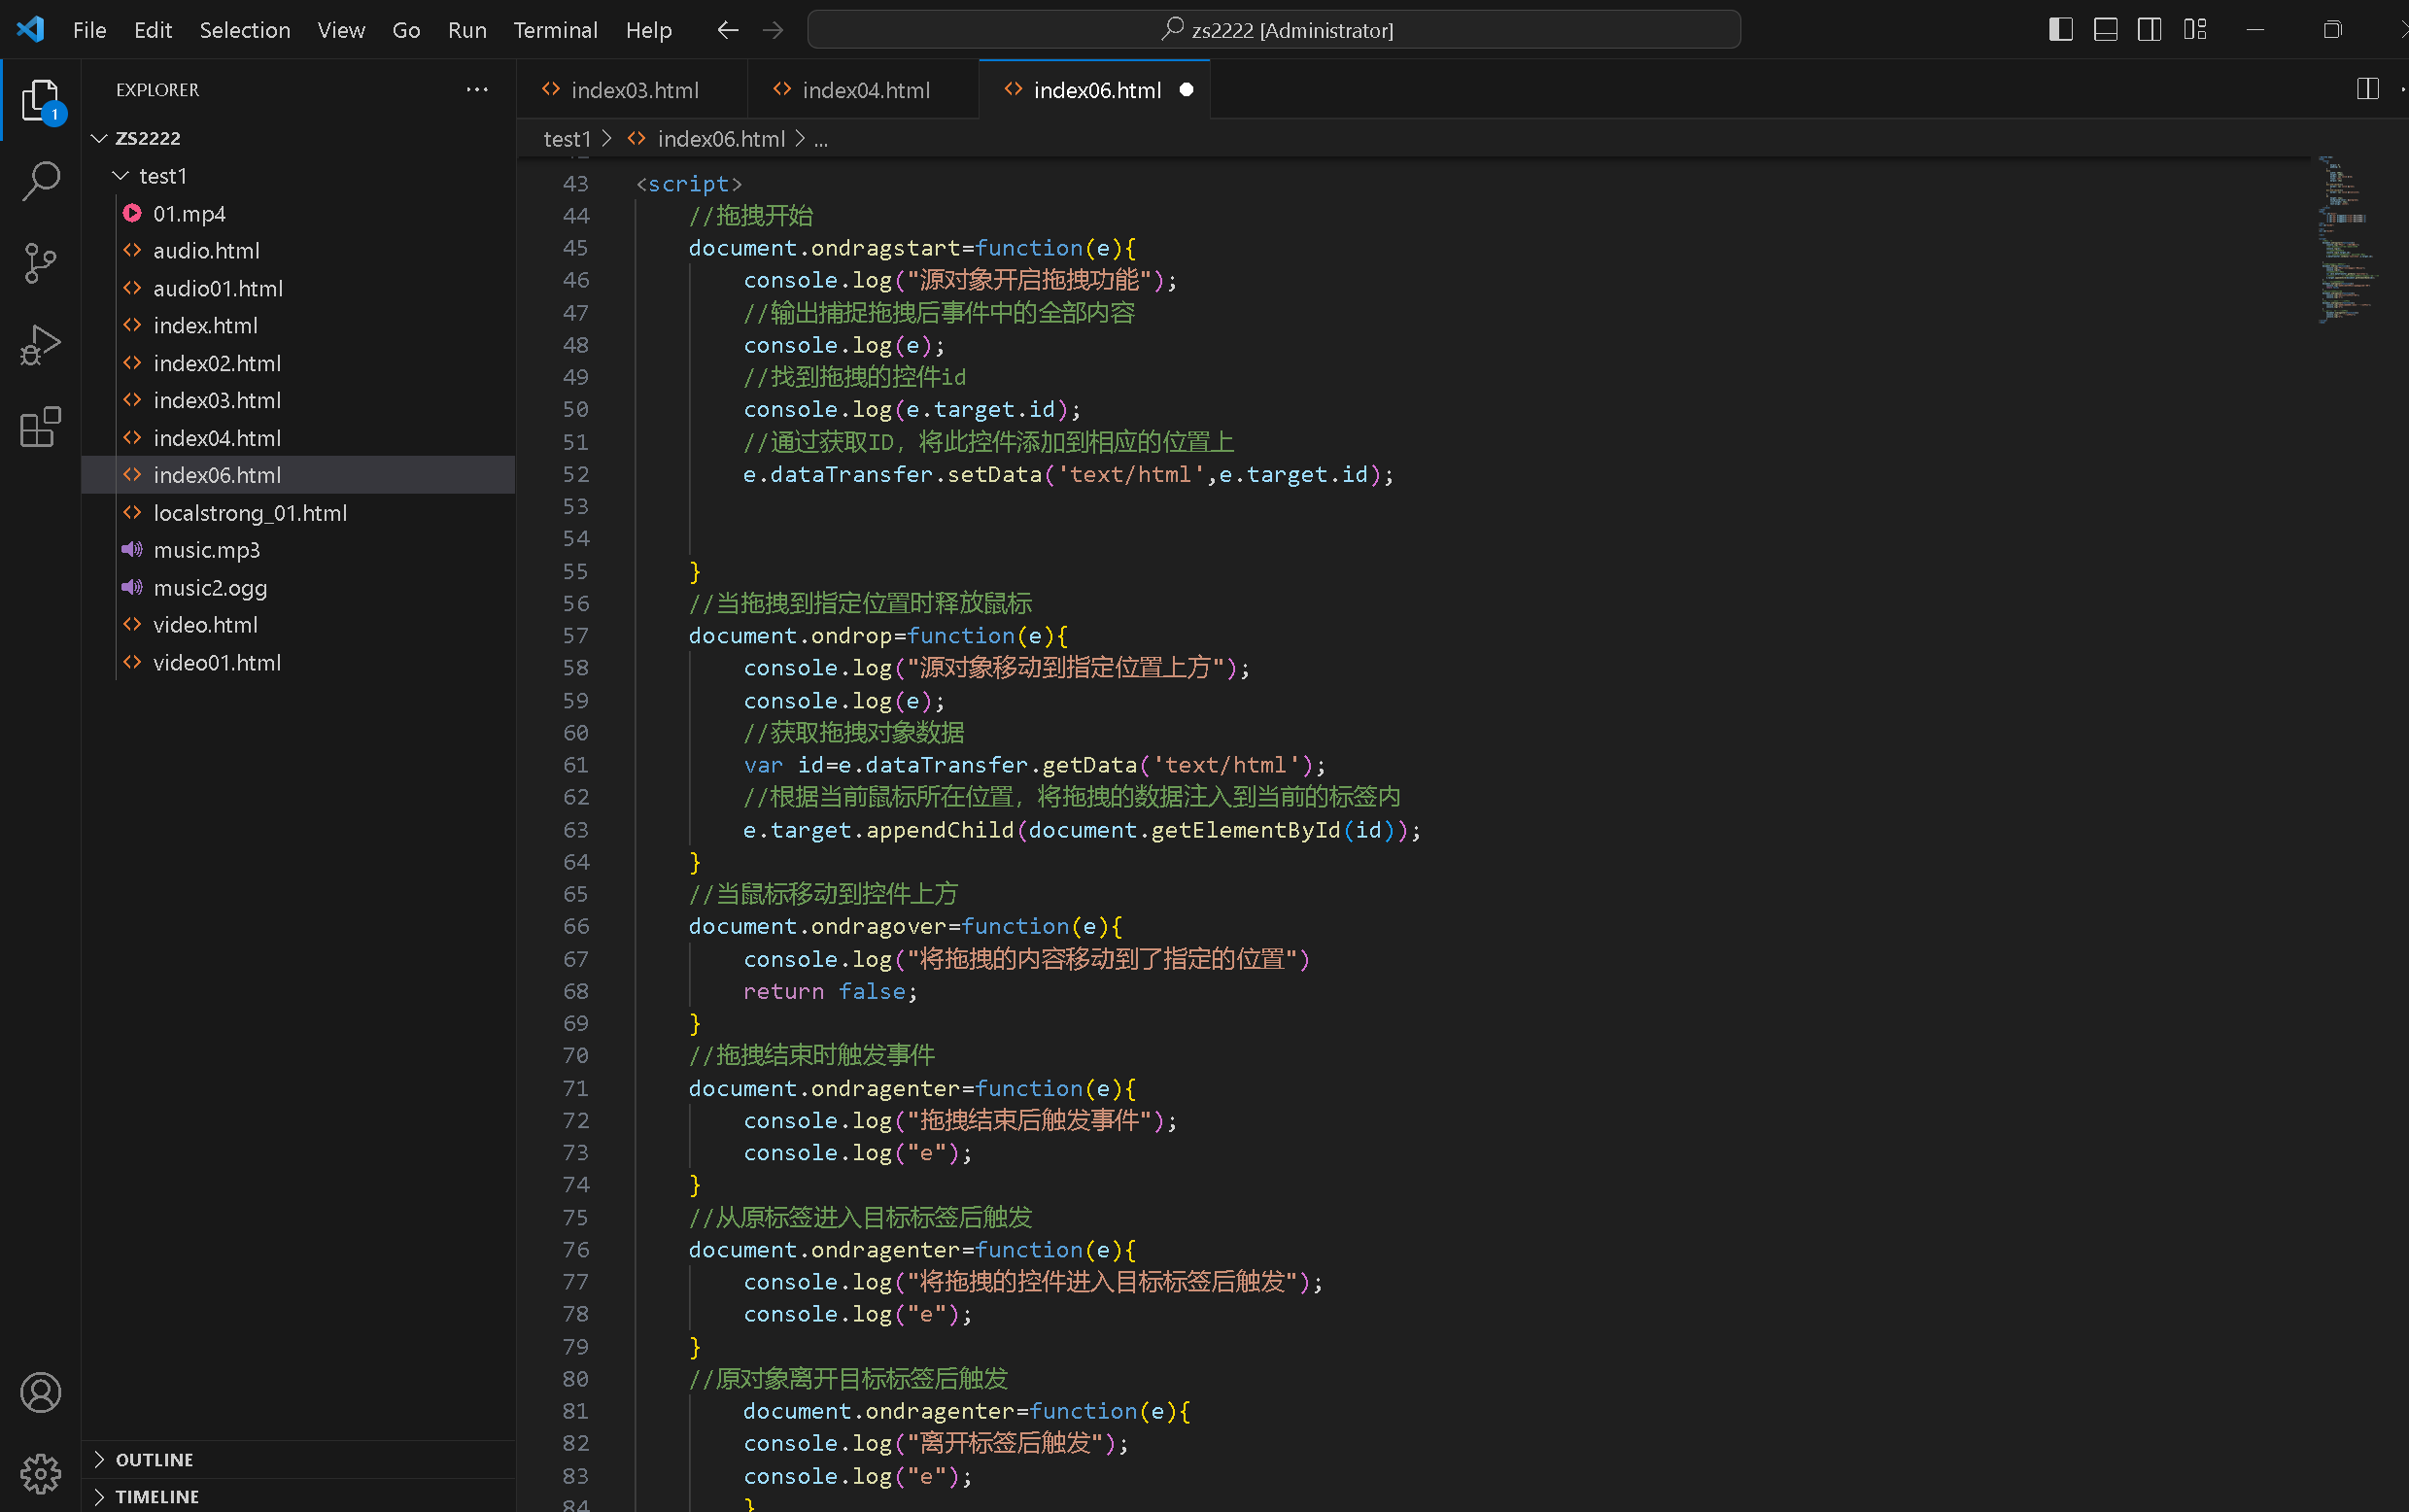 File Edit Selection View Go Run Terminal Help
zs2222 [Administrator]
EXPLORER
1
ZS2222
test1
01.mp4
audio.html
audio01.html
index.html
index02.html
index03.html
index04.html
index06.html
localstrong_01.html
music.mp3
music2.ogg
video.html
video01.html
OUTLINE
TIMELINE
index03.html index04.html index06.html
test1 > index06.html > ...
43 <script>
44 //拖拽开始
45 document.ondragstart=function(e){
46 console.log("源对象开启拖拽功能");
47 //输出捕捉拖拽后事件中的全部内容
48 console.log(e);
49 //找到拖拽的控件id
50 console.log(e.target.id);
51 //通过获取ID，将此控件添加到相应的位置上
52 e.dataTransfer.setData('text/html',e.target.id);
53
54
55 }
56 //当拖拽到指定位置时释放鼠标
57 document.ondrop=function(e){
58 console.log("源对象移动到指定位置上方");
59 console.log(e);
60 //获取拖拽对象数据
61 var id=e.dataTransfer.getData('text/html');
62 //根据当前鼠标所在位置，将拖拽的数据注入到当前的标签内
63 e.target.appendChild(document.getElementById(id));
64 }
65 //当鼠标移动到控件上方
66 document.ondragover=function(e){
67 console.log("将拖拽的内容移动到了指定的位置")
68 return false;
69 }
70 //拖拽结束时触发事件
71 document.ondragenter=function(e){
72 console.log("拖拽结束后触发事件");
73 console.log("e");
74 }
75 //从原标签进入目标标签后触发
76 document.ondragenter=function(e){
77 console.log("将拖拽的控件进入目标标签后触发");
78 console.log("e");
79 }
80 //原对象离开目标标签后触发
81 document.ondragenter=function(e){
82 console.log("离开标签后触发");
83 console.log("e");
84 }